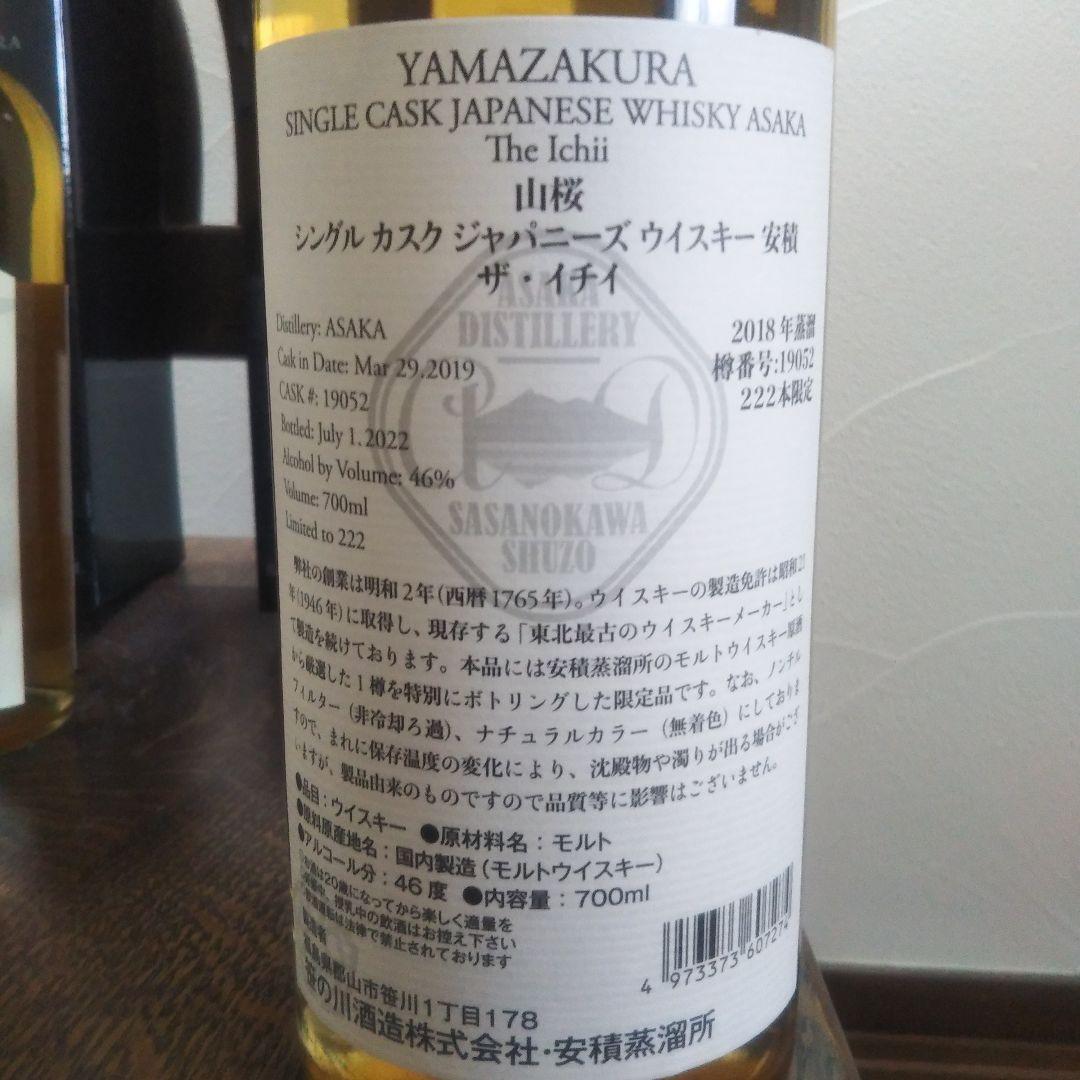 YAMAZAKURA
SINGLE CASK JAPANESE WHISKY ASAKA
The Ichii
山桜
シングル カスク ジャパニーズ ウイスキー 安積
ザ・イチイ
ASAKA
DISTILLERY
SASANOKAWA
SHUZO
Distillery: ASAKA
Cask in Date: Mar 29.2019
CASK #: 19052
Bottled: July 1.2022
Alcohol by Volume: 46%
Volume: 700ml
Limited to 222
2018年蒸溜
樽番号:19052
222本限定
弊社の創業は明和2年(西暦1765年)。ウイスキーの製造免許は昭和21
年(1946年)に取得し、現存する「東北最古のウイスキーメーカー」とし
て製造を続けております。本品には安積蒸溜所のモルトウイスキー原酒
から厳選した1樽を特別にボトリングした限定品です。なお、ノンチル
フィルター(非冷却ろ過)、ナチュラルカラー(無着色)にしておりま
すので、まれに保存温度の変化により、沈殿物や濁りが出る場合がござ
いますが、製品由来のものですので品質等に影響はございません。
●品目:ウイスキー ●原材料名:モルト
●原料原産地名:国内製造(モルトウイスキー)
●アルコール分:46度 ●内容量:700ml
お酒は20歳になってから楽しく適量を
妊娠中、授乳中の飲酒はお控え下さい
飲酒運転は法律で禁止されております
製造者
福島県郡山市笹川1丁目178
笹の川酒造株式会社・安積蒸溜所
4 973373 607274